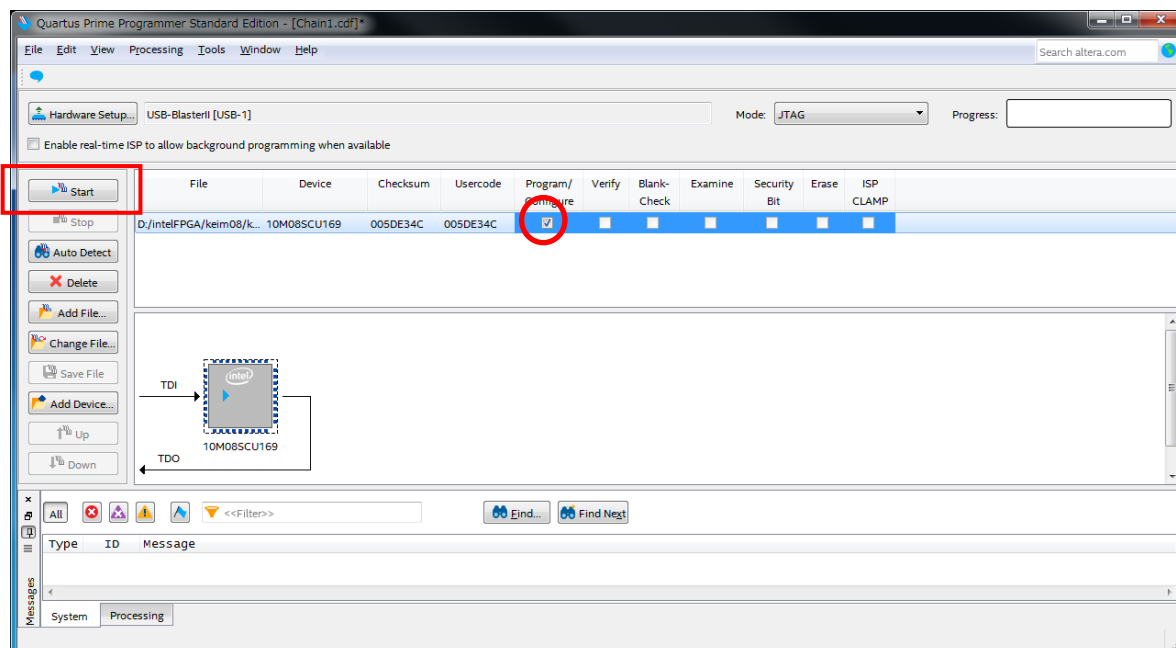 Quartus Prime Programmer Standard Edition - [Chain1.cdf]*
File Edit View Processing Tools Window Help
Search altera.com
Hardware Setup... USB-BlasterII [USB-1] Mode: JTAG Progress:
Enable real-time ISP to allow background programming when available
Start
Stop
Auto Detect
Delete
Add File...
Change File...
Save File
Add Device...
Up
Down
File Device Checksum Usercode Program/ Verify Blank- Examine Security Erase ISP
Configure Check Bit CLAMP
D:/intelFPGA/keim08/k... 10M08SCU169 005DE34C 005DE34C
intel
TDI
10M08SCU169
TDO
All <<Filter>> Find... Find Next
Type ID Message
Messages
System Processing